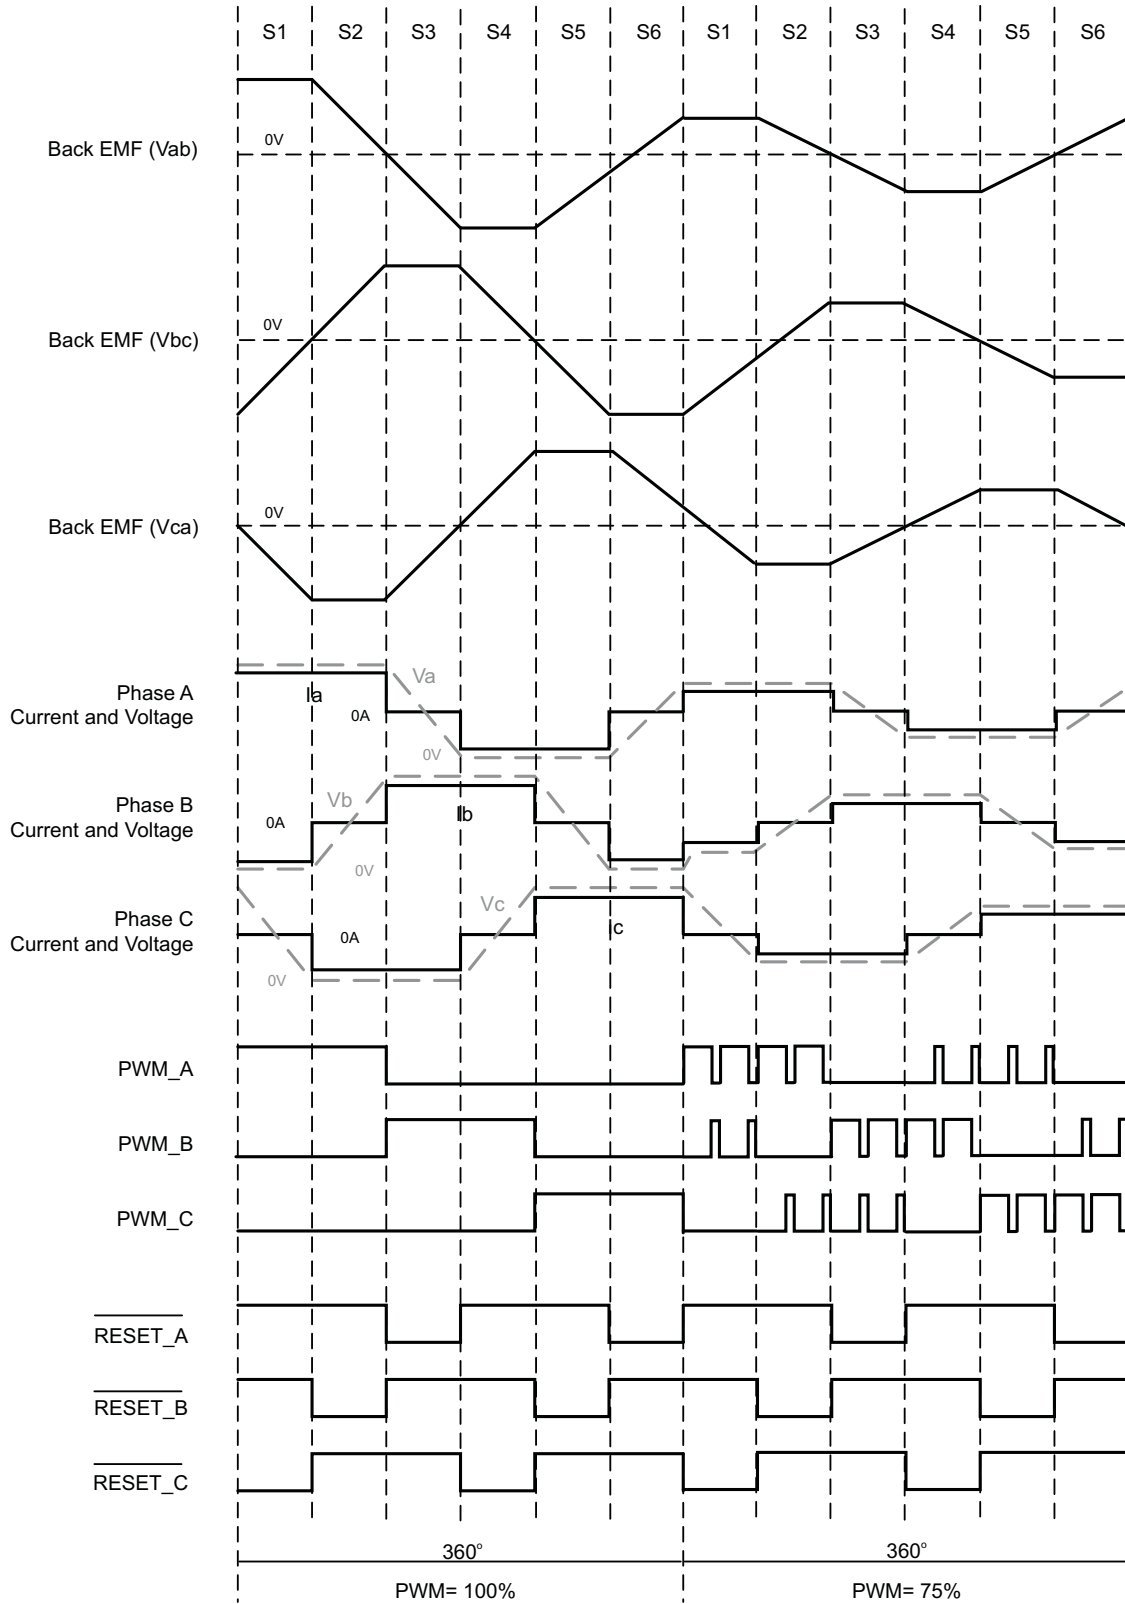 S1 S2 S3 S4 S5 S6 S1 S2 S3 S4 S5 S6
Back EMF (Vab)
0V
Back EMF (Vbc)
0V
Back EMF (Vca)
0V
Phase A
Current and Voltage
Ia
0A
Va
0V
Phase B
Current and Voltage
0A
Vb
0V
Ib
Phase C
Current and Voltage
0V
0A
Vc
Ic
PWM_A
PWM_B
PWM_C
RESET_A
RESET_B
RESET_C
360° 360°
PWM= 100% PWM= 75%